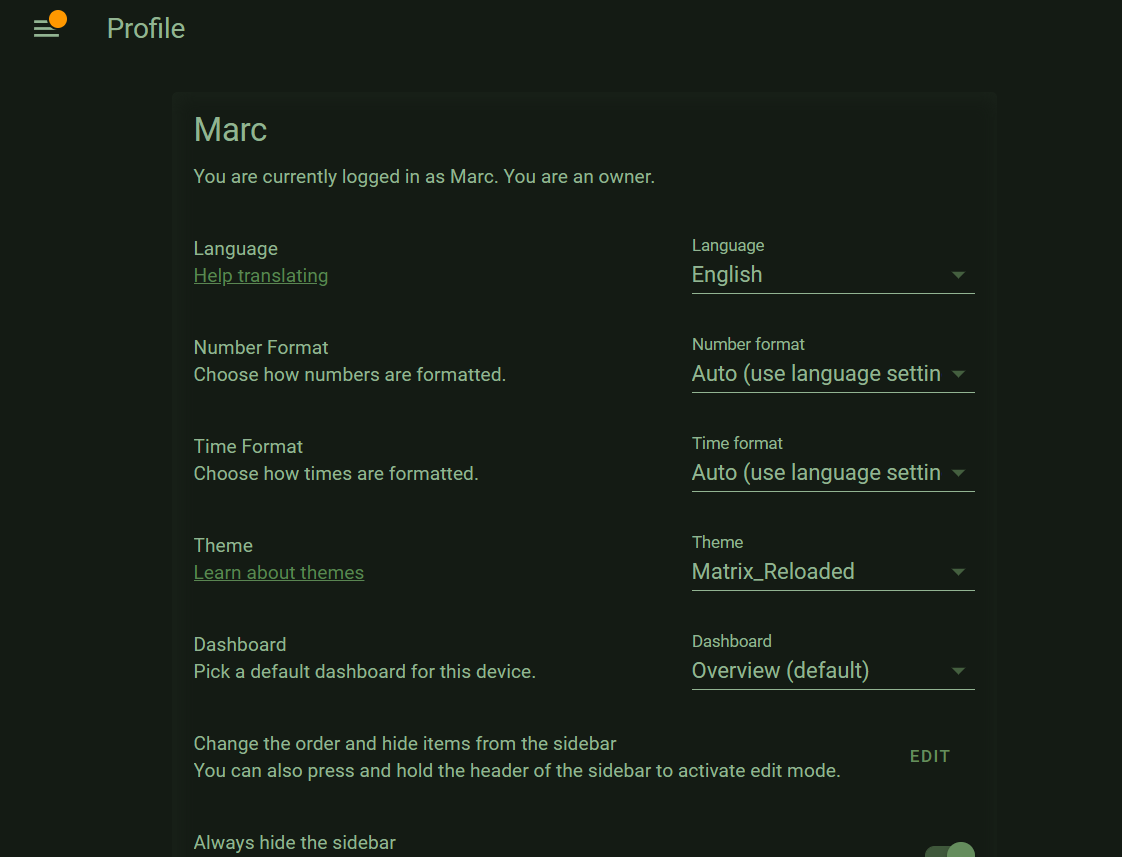 Profile
Marc
You are currently logged in as Marc. You are an owner.
Language
Help translating
Language
English
Number Format
Choose how numbers are formatted.
Number format
Auto (use language settin
Time Format
Choose how times are formatted.
Time format
Auto (use language settin
Theme
Learn about themes
Theme
Matrix_Reloaded
Dashboard
Pick a default dashboard for this device.
Dashboard
Overview (default)
Change the order and hide items from the sidebar
You can also press and hold the header of the sidebar to activate edit mode.
EDIT
Always hide the sidebar